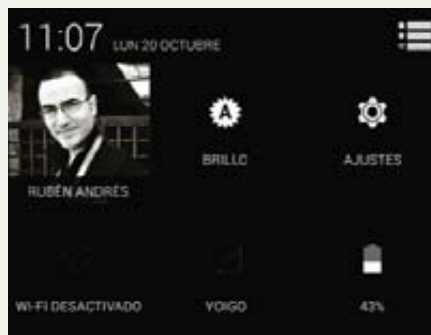 11:07 LUN 20 OCTUBRE
A
BRILLO AJUSTES
RUBÉN ANDRÉS
WI-FI DESACTIVADO YOIGO 43%